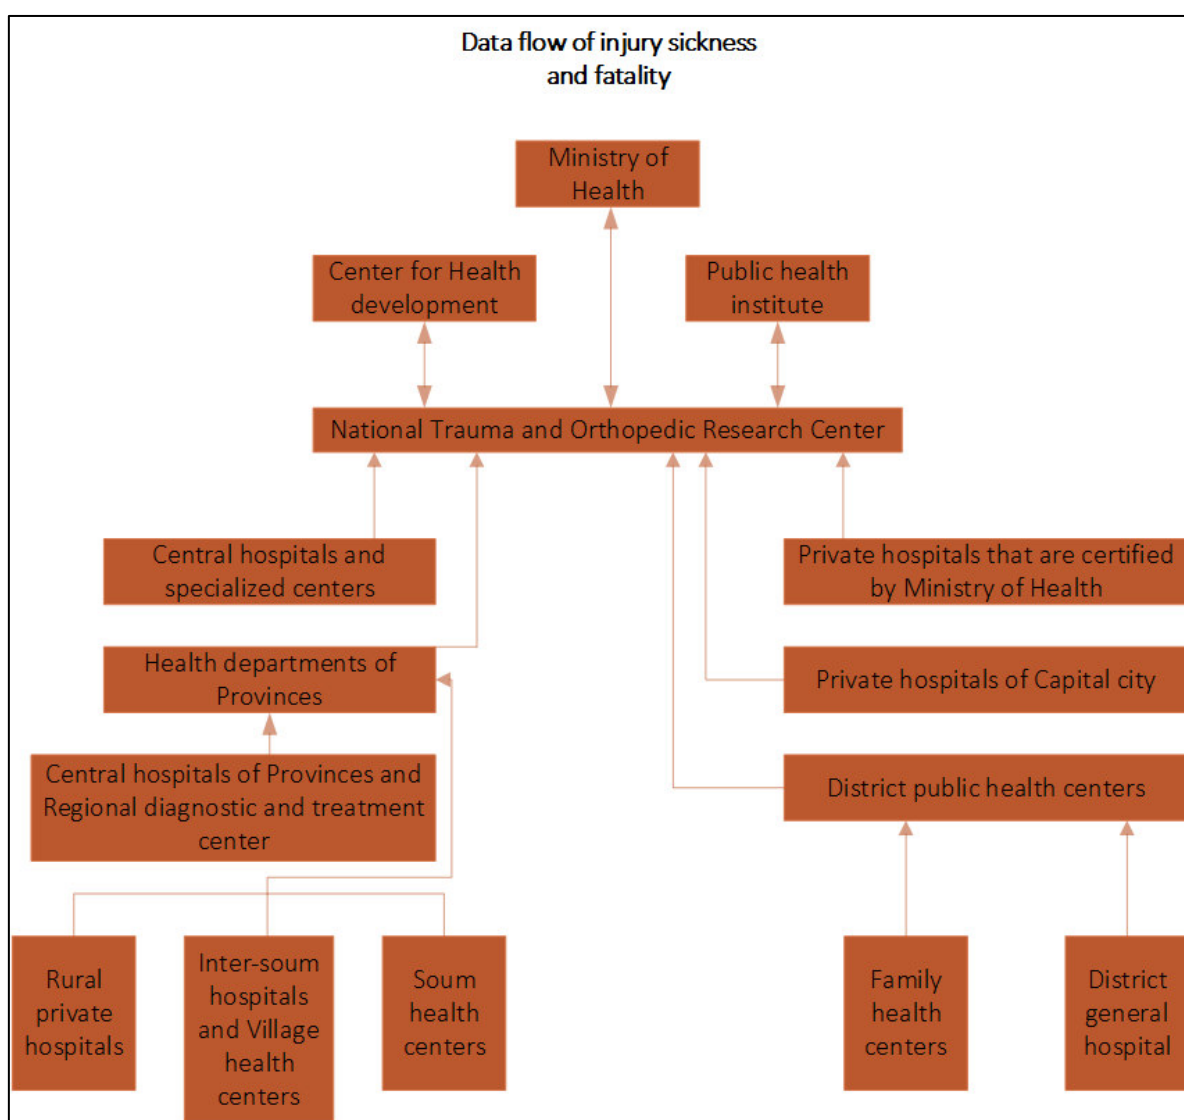 Data flow of injury sickness
and fatality
Ministry of
Health
Center for Health
development
Public health
institute
National Trauma and Orthopedic Research Center
Central hospitals and
specialized centers
Private hospitals that are certified
by Ministry of Health
Health departments of
Provinces
Private hospitals of Capital city
Central hospitals of Provinces and
Regional diagnostic and treatment
center
District public health centers
Rural
private
hospitals
Inter-soum
hospitals
and Village
health
centers
Soum
health
centers
Family
health
centers
District
general
hospital